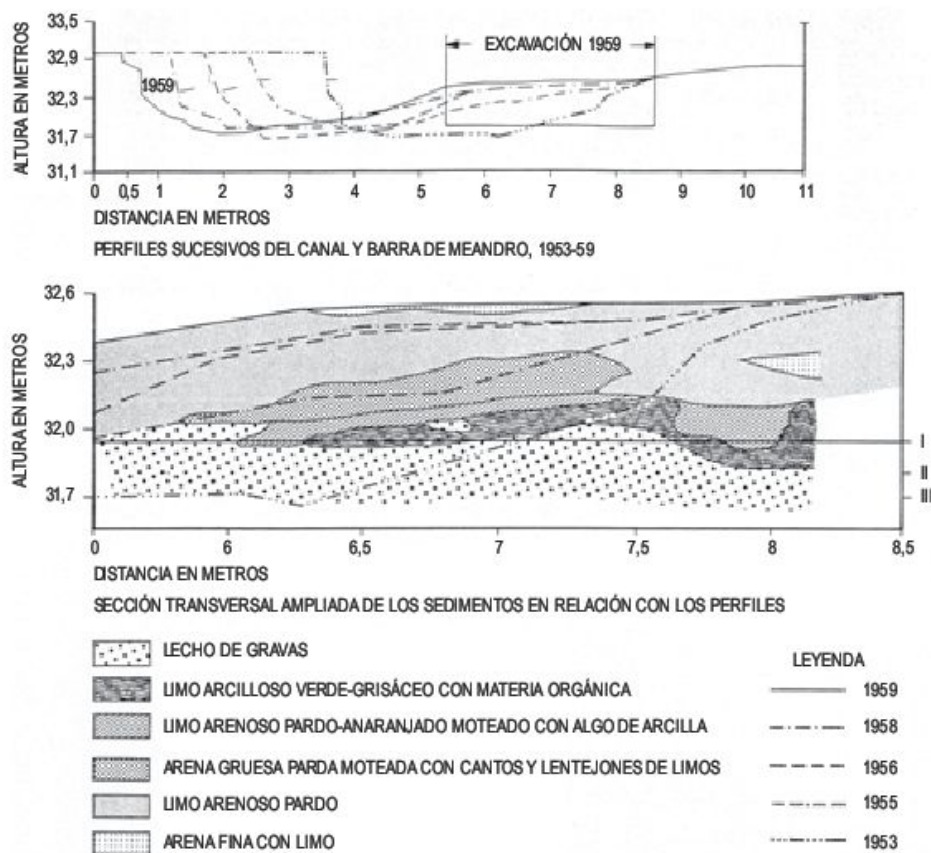 33,5
32,9
32,3
31,7
31,1
ALTURA EN METROS
1959
EXCAVACIÓN 1959
0 0,5 1 2 3 4 5 6 7 8 9 10 11
DISTANCIA EN METROS
PERFILES SUCESIVOS DEL CANAL Y BARRA DE MEANDRO, 1953-59
32,6
32,3
32,0
31,7
ALTURA EN METROS
I
II
III
0 6 6,5 7 7,5 8 8,5
DISTANCIA EN METROS
SECCIÓN TRANSVERSAL AMPLIADA DE LOS SEDIMENTOS EN RELACIÓN CON LOS PERFILES
LECHO DE GRAVAS
LIMO ARCILLOSO VERDE-GRISÁCEO CON MATERIA ORGÁNICA
LIMO ARENOSO PARDO-ANARANJADO MOTEADO CON ALGO DE ARCILLA
ARENA GRUESA PARDA MOTEADA CON CANTOS Y LENTEJONES DE LIMOS
LIMO ARENOSO PARDO
ARENA FINA CON LIMO
LEYENDA
1959
1958
1956
1955
1953